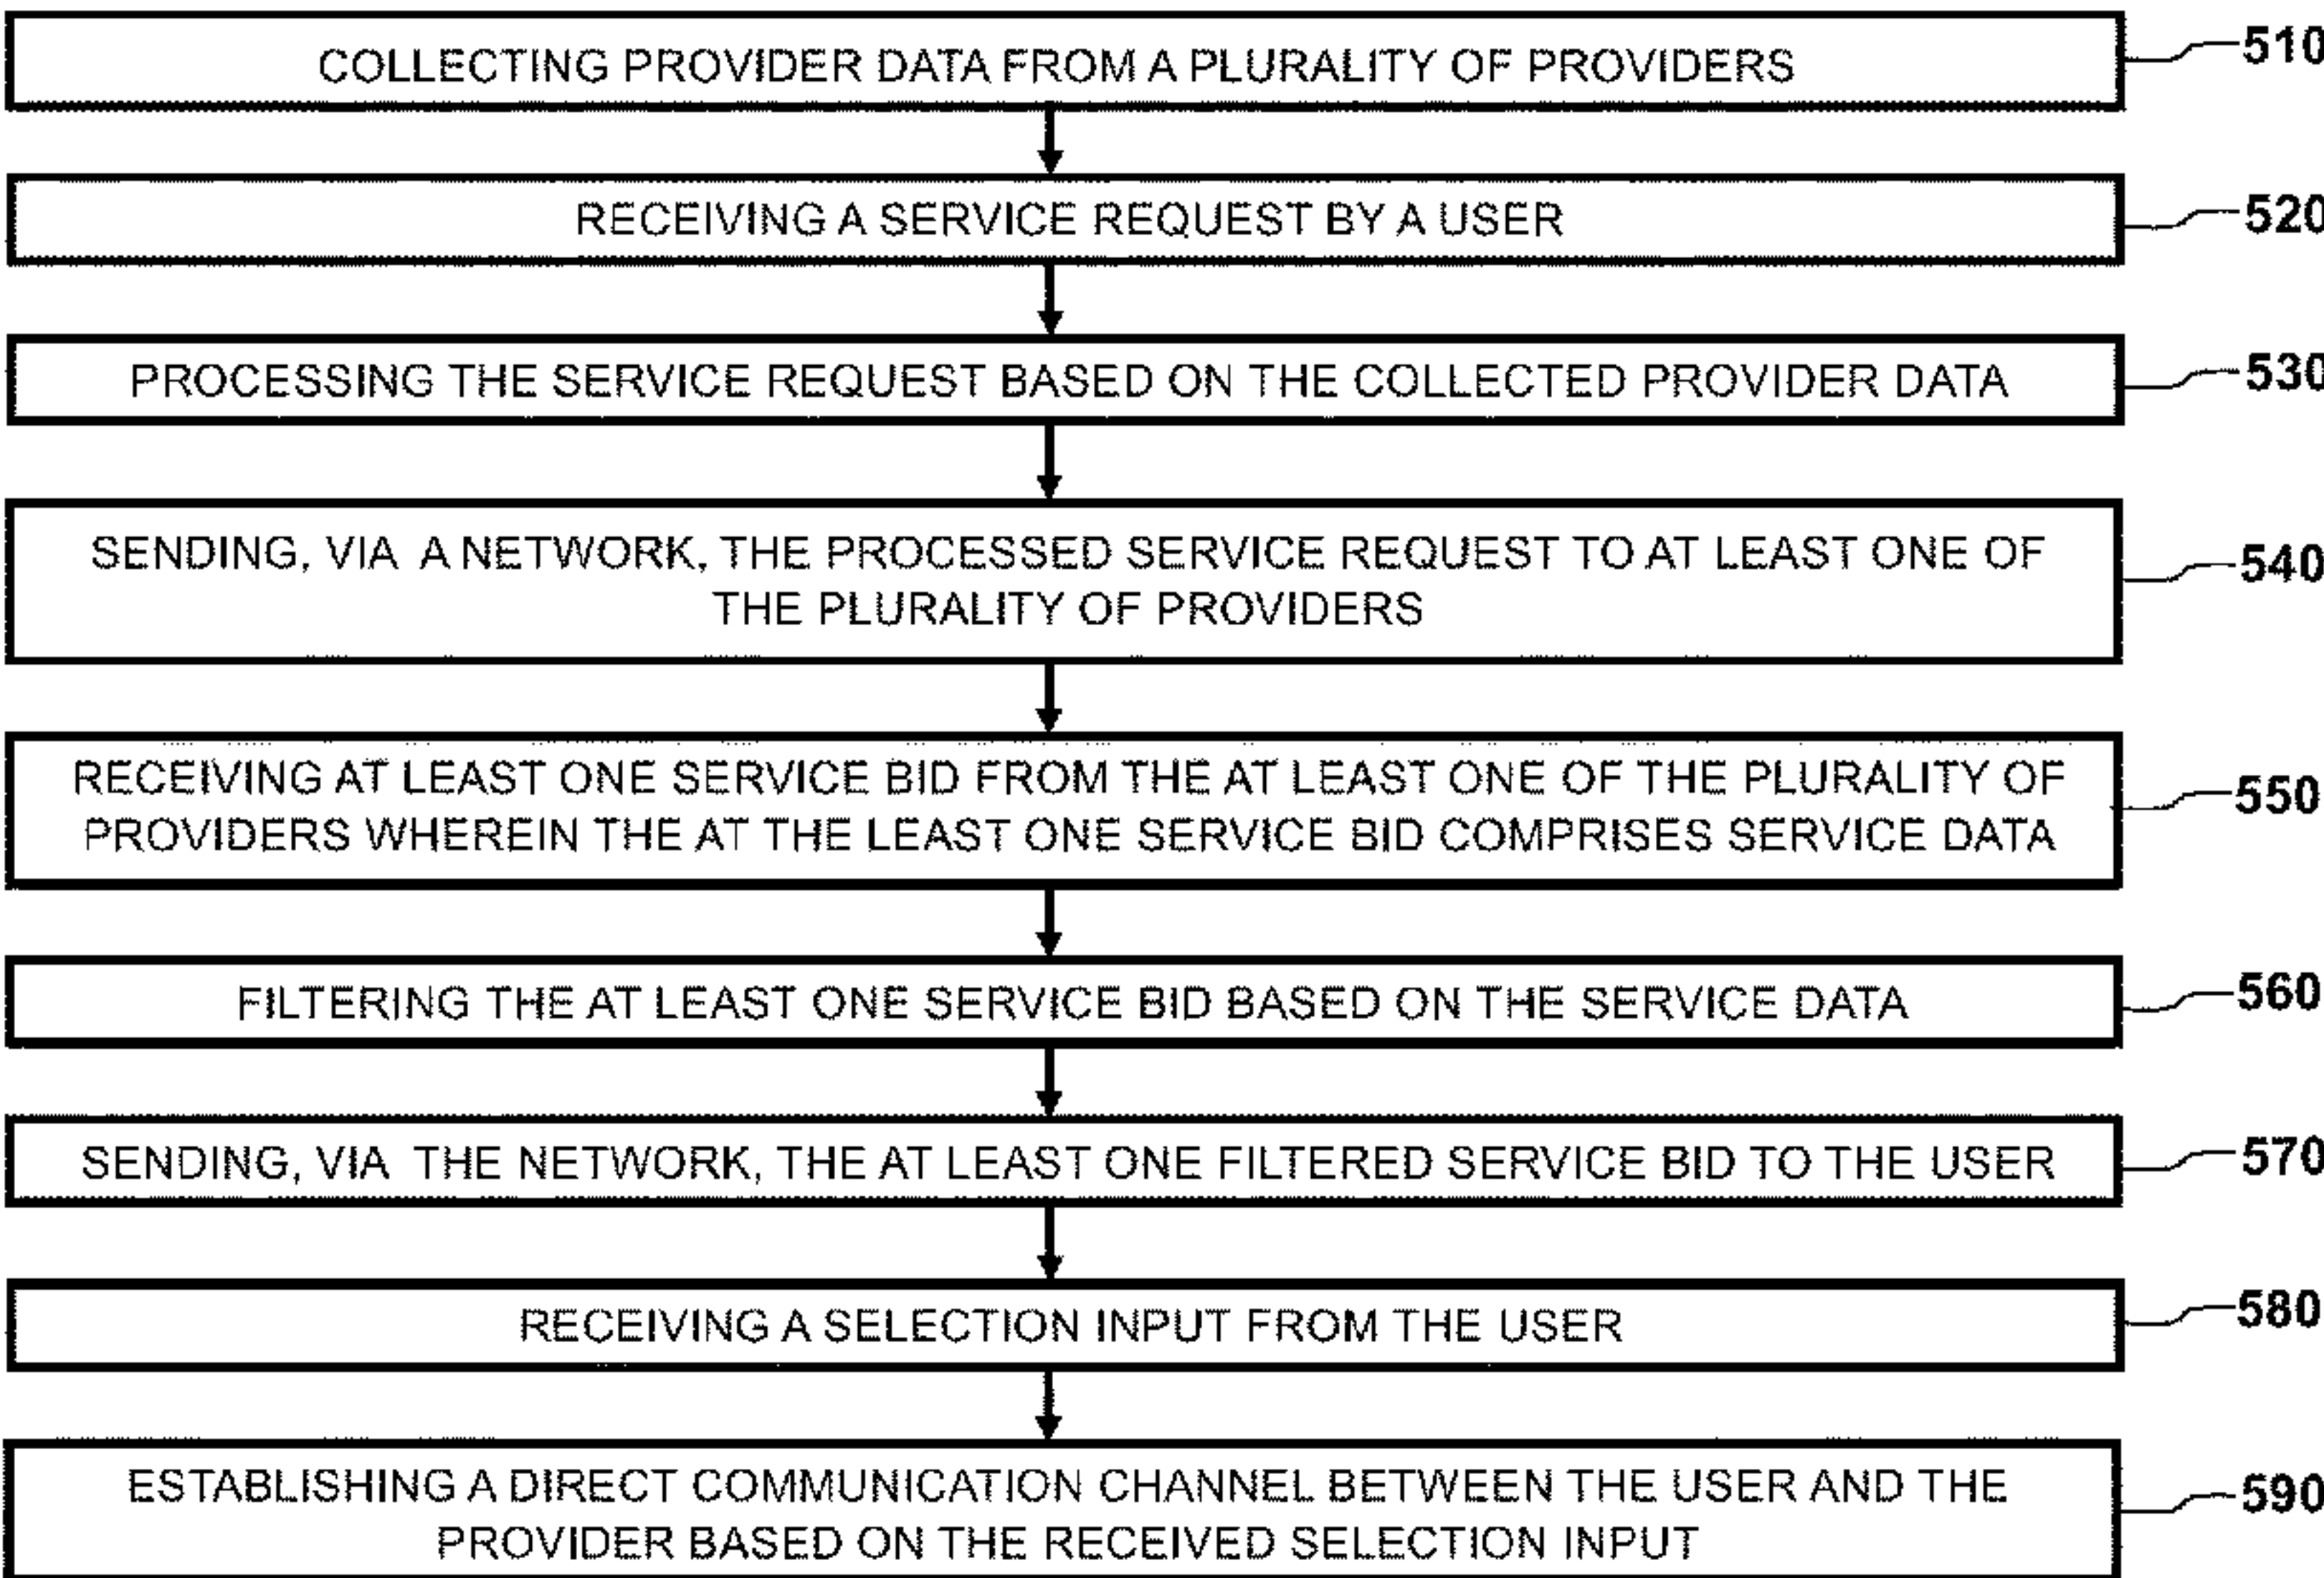 COLLECTING PROVIDER DATA FROM A PLURALITY OF PROVIDERS
510
RECEIVING A SERVICE REQUEST BY A USER
520
PROCESSING THE SERVICE REQUEST BASED ON THE COLLECTED PROVIDER DATA
530
SENDING, VIA A NETWORK, THE PROCESSED SERVICE REQUEST TO AT LEAST ONE OF
THE PLURALITY OF PROVIDERS
540
RECEIVING AT LEAST ONE SERVICE BID FROM THE AT LEAST ONE OF THE PLURALITY OF
PROVIDERS WHEREIN THE AT THE LEAST ONE SERVICE BID COMPRISES SERVICE DATA
550
FILTERING THE AT LEAST ONE SERVICE BID BASED ON THE SERVICE DATA
560
SENDING, VIA THE NETWORK, THE AT LEAST ONE FILTERED SERVICE BID TO THE USER
570
RECEIVING A SELECTION INPUT FROM THE USER
580
ESTABLISHING A DIRECT COMMUNICATION CHANNEL BETWEEN THE USER AND THE
PROVIDER BASED ON THE RECEIVED SELECTION INPUT
590